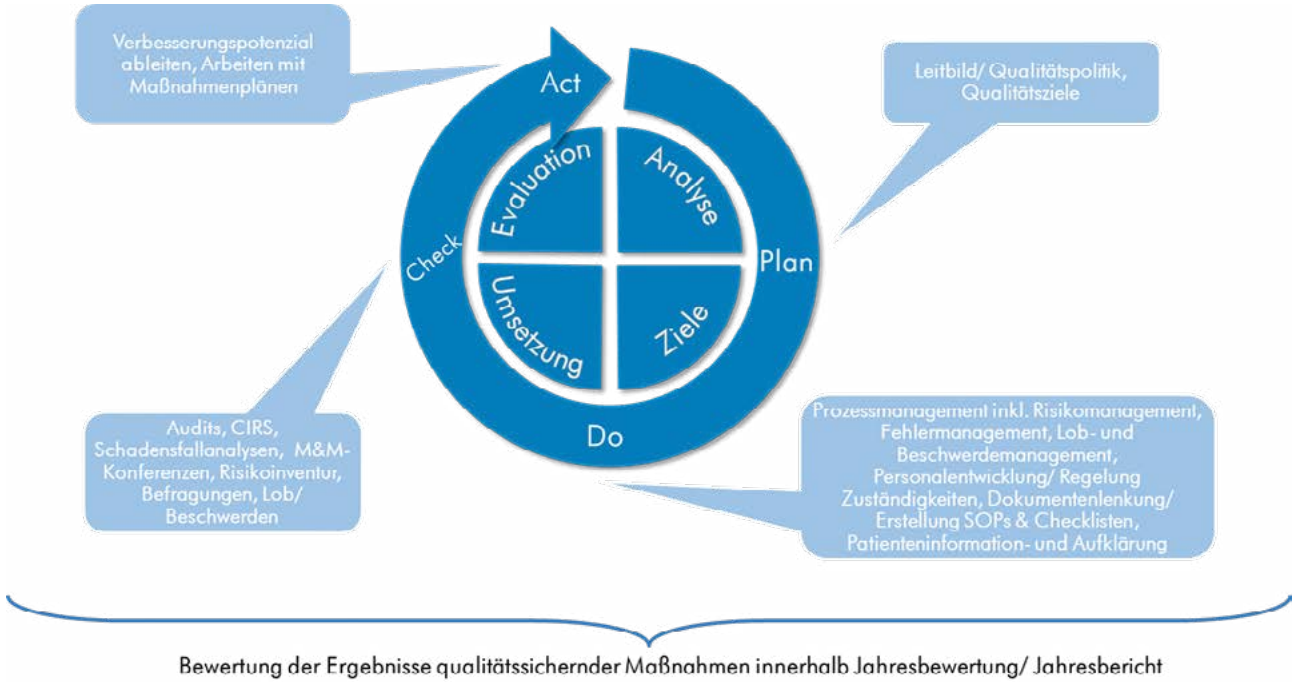 Verbesserungspotenzial
ableiten, Arbeiten mit
Maßnahmenplänen
Leitbild/ Qualitätspolitik,
Qualitätsziele
Act
Plan
Do
Check
Evaluation
Analyse
Umsetzung
Ziele
Audits, CIRS,
Schadensfallanalysen, M&M-
Konferenzen, Risikoinventur,
Befragungen, Lob/
Beschwerden
Prozessmanagement inkl. Risikomanagement,
Fehlermanagement, Lob- und
Beschwerdemanagement,
Personalentwicklung/ Regelung
Zuständigkeiten, Dokumentenlenkung/
Erstellung SOPs & Checklisten,
Patienteninformation- und Aufklärung
Bewertung der Ergebnisse qualitätssichernder Maßnahmen innerhalb Jahresbewertung/ Jahresbericht